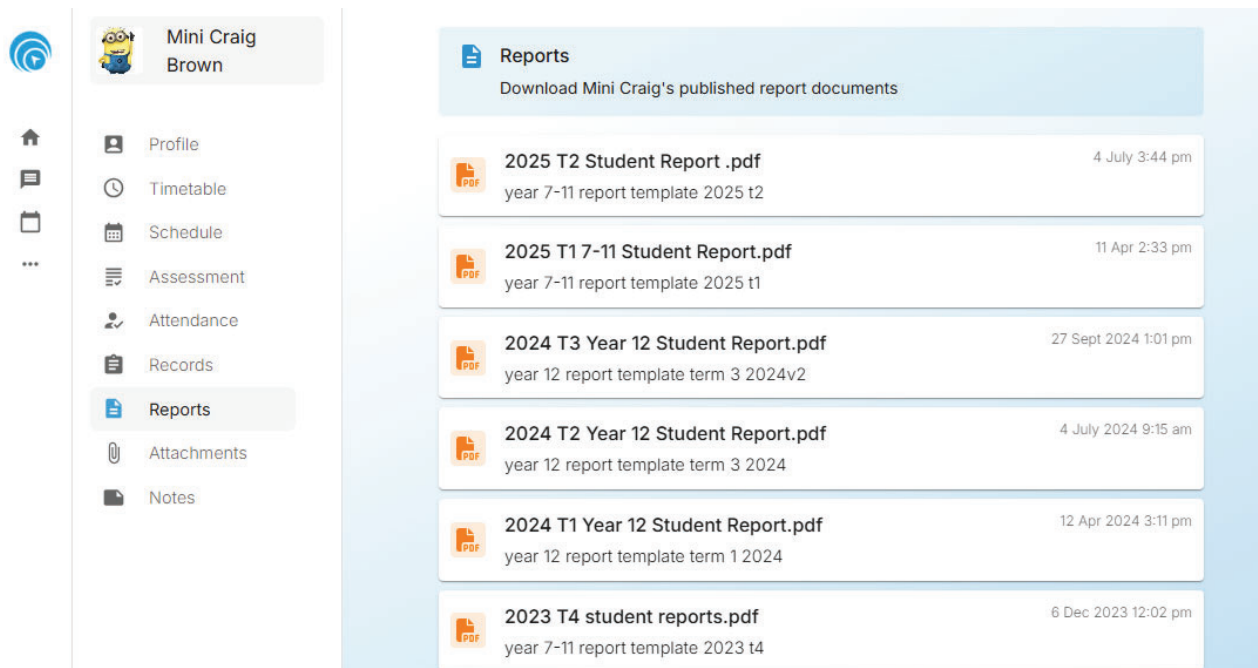 Mini Craig
Brown
Profile
Timetable
Schedule
Assessment
Attendance
Records
Reports
Attachments
Notes
Reports
Download Mini Craig's published report documents
2025 T2 Student Report .pdf
4 July 3:44 pm
year 7-11 report template 2025 t2
2025 T1 7-11 Student Report.pdf
11 Apr 2:33 pm
year 7-11 report template 2025 t1
2024 T3 Year 12 Student Report.pdf
27 Sept 2024 1:01 pm
year 12 report template term 3 2024v2
2024 T2 Year 12 Student Report.pdf
4 July 2024 9:15 am
year 12 report template term 3 2024
2024 T1 Year 12 Student Report.pdf
12 Apr 2024 3:11 pm
year 12 report template term 1 2024
2023 T4 student reports.pdf
6 Dec 2023 12:02 pm
year 7-11 report template 2023 t4
PDF
PDF
PDF
PDF
PDF
PDF